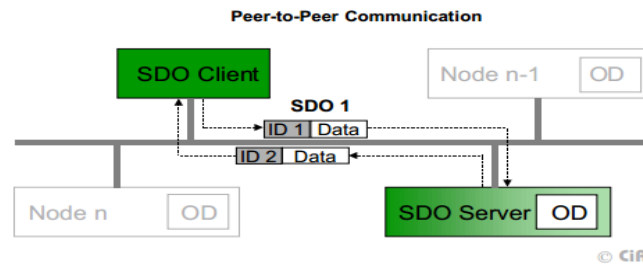 Peer-to-Peer Communication
SDO Client
Node n-1 OD
SDO 1
ID 1 Data
ID 2 Data
Node n OD
SDO Server OD